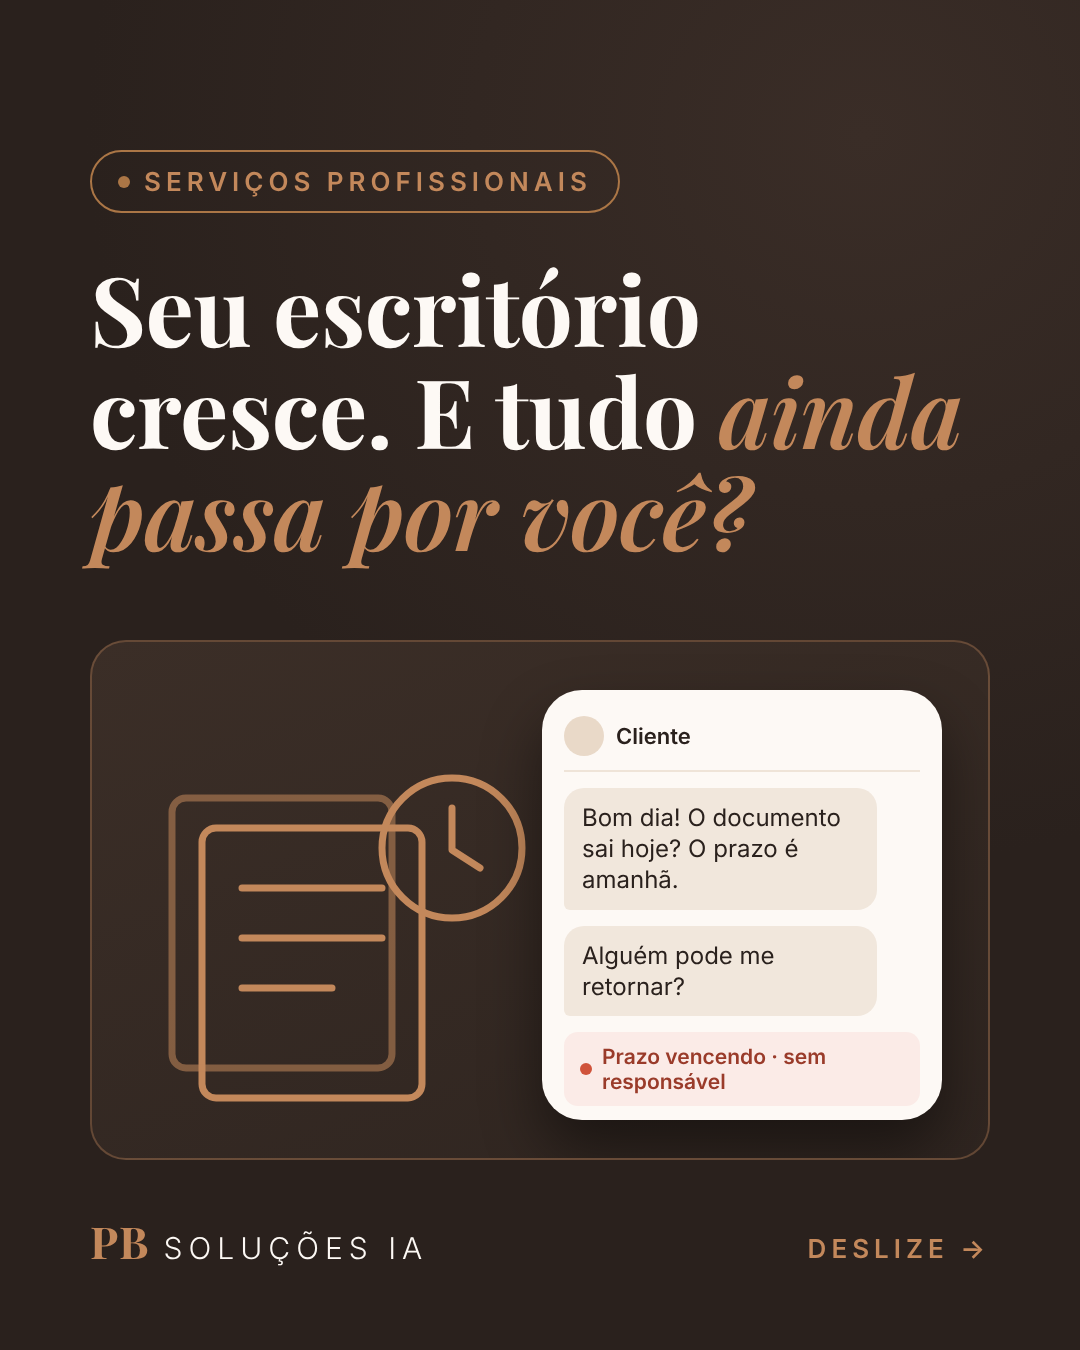 SERVIÇOS PROFISSIONAIS
Seu escritório
cresce. E tudo ainda
passa por você?
Cliente
Bom dia! O documento
sai hoje? O prazo é
amanhã.
Alguém pode me
retornar?
Prazo vencendo · sem
responsável
PB SOLUÇÕES IA
DESLIZE →